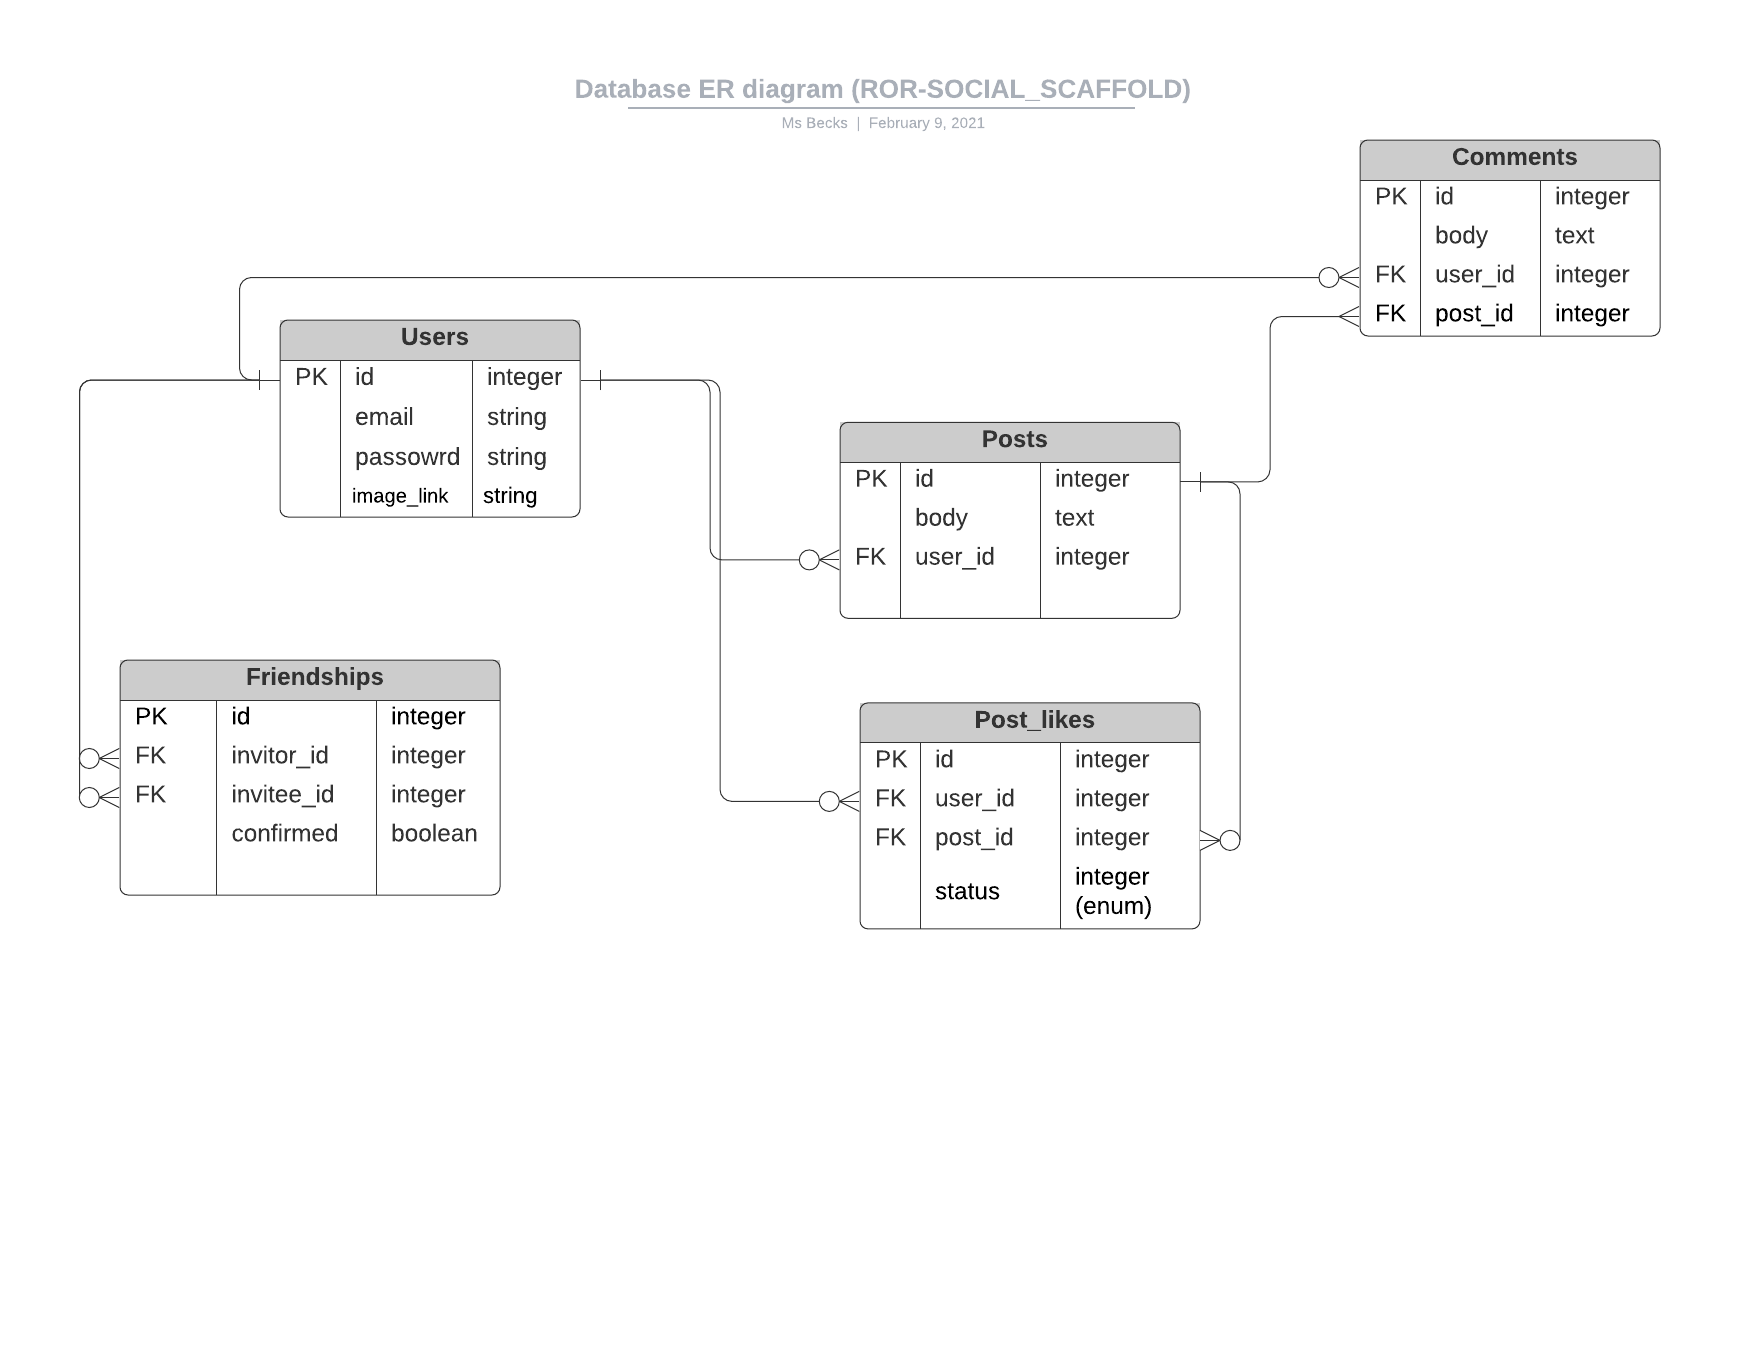 Database ER diagram (ROR-SOCIAL_SCAFFOLD)
Ms Becks | February 9, 2021
Comments
PK id integer
body text
FK user_id integer
FK post_id integer
Users
PK id integer
email string
passowrd string
image_link string
Posts
PK id integer
body text
FK user_id integer
Friendships
PK id integer
FK invitor_id integer
FK invitee_id integer
confirmed boolean
Post_likes
PK id integer
FK user_id integer
FK post_id integer
status integer
(enum)